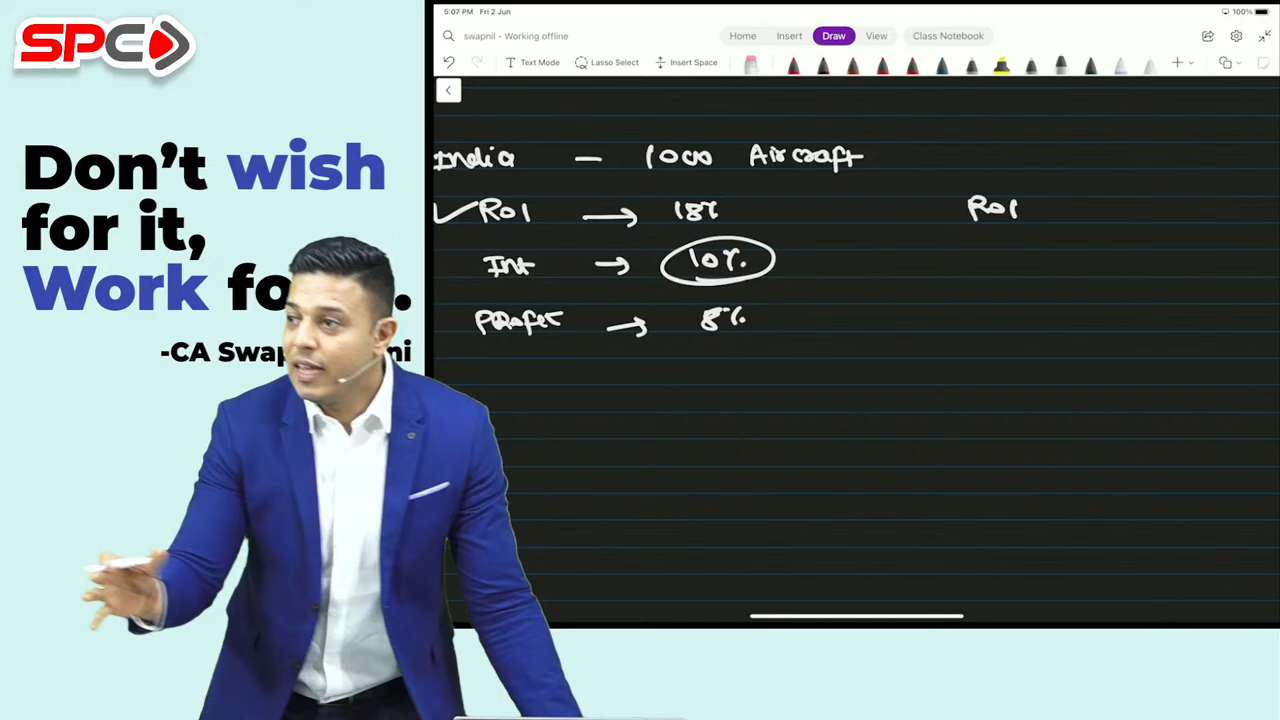 SPC
Don't wish
for it,
Work fo .
-CA Swap ni
5:07 PM Fri 2 Jun
100%
swapnil - Working offline
Home Insert Draw View Class Notebook
Text Mode Lasso Select Insert Space
India - 1000 Aircraft
ROI → 18%
ROI
Int → 10%.
Profit → 8%